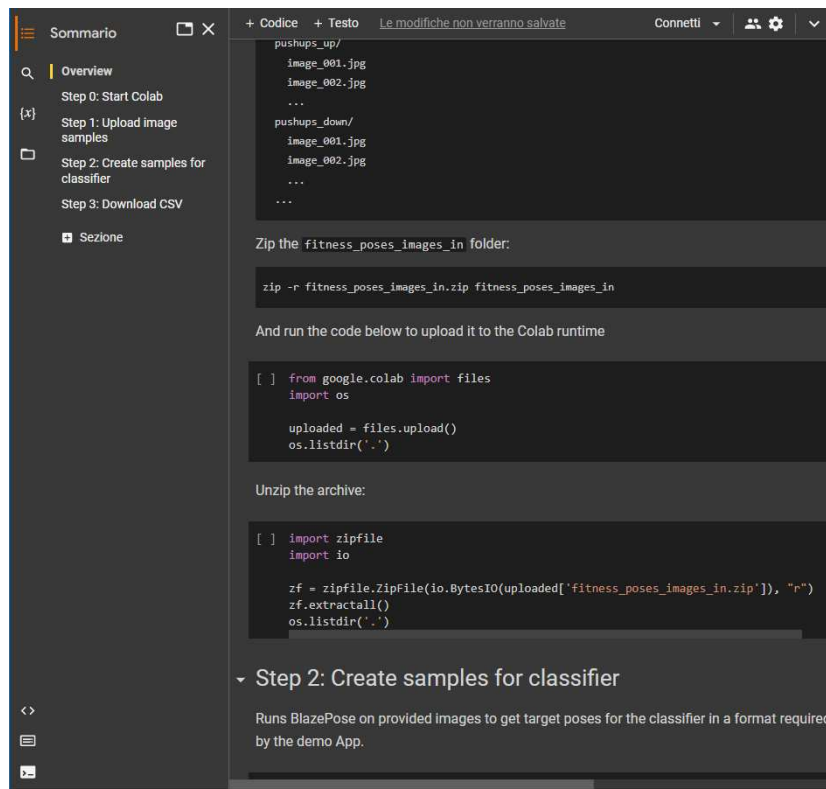 Sommario
Overview
Step 0: Start Colab
Step 1: Upload image
samples
Step 2: Create samples for
classifier
Step 3: Download CSV
Sezione
{x}
+ Codice + Testo Le modifiche non verranno salvate Connetti
pushups_up/
image_001.jpg
image_002.jpg
...
pushups_down/
image_001.jpg
image_002.jpg
...
...
Zip the fitness_poses_images_in folder:
zip -r fitness_poses_images_in.zip fitness_poses_images_in
And run the code below to upload it to the Colab runtime
[ ] from google.colab import files
import os
uploaded = files.upload()
os.listdir('.')
Unzip the archive:
[ ] import zipfile
import io
zf = zipfile.ZipFile(io.BytesIO(uploaded['fitness_poses_images_in.zip']), "r")
zf.extractall()
os.listdir('.')
Step 2: Create samples for classifier
Runs BlazePose on provided images to get target poses for the classifier in a format required
by the demo App.